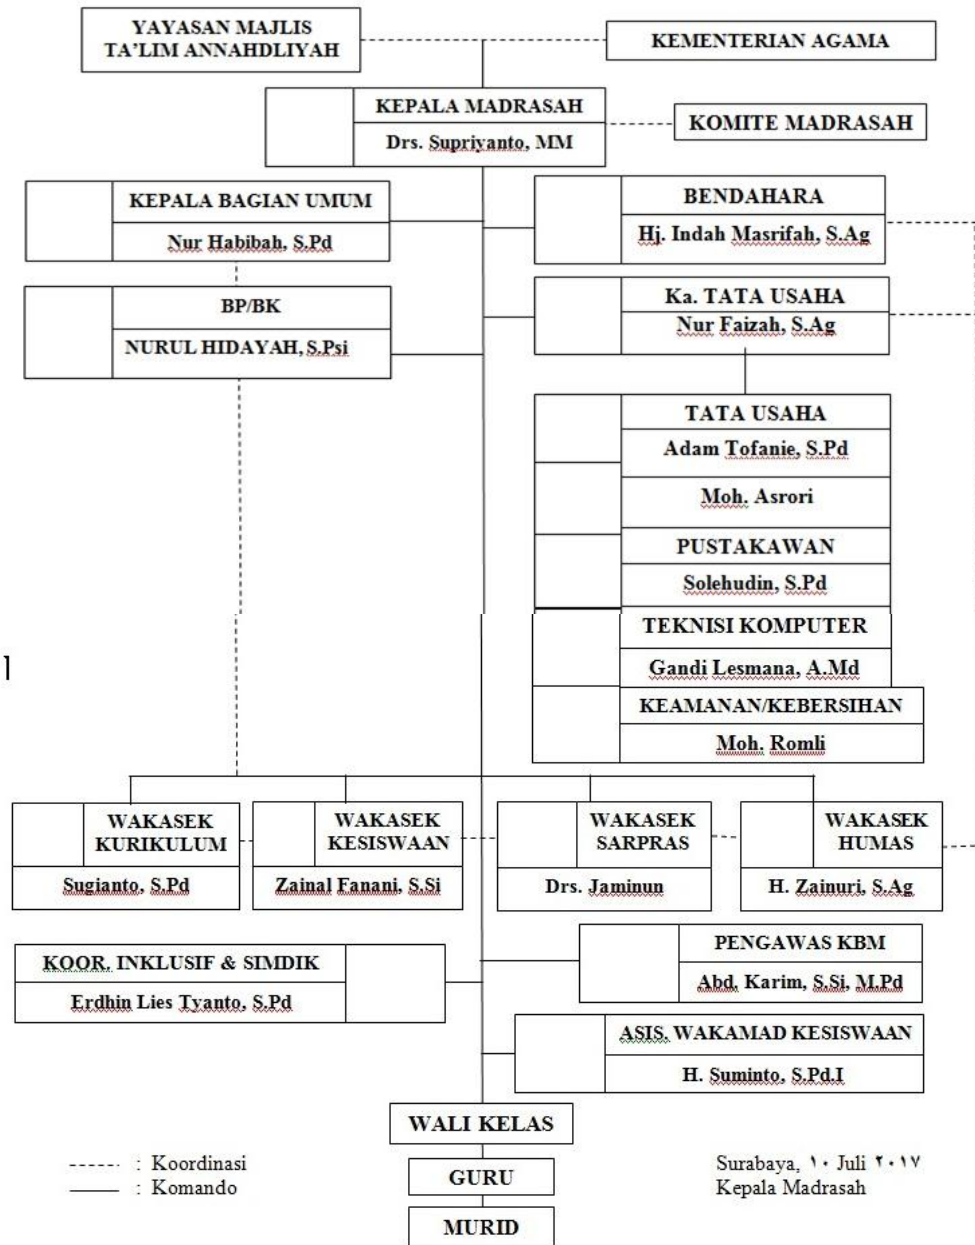 YAYASAN MAJLIS
TA'LIM ANNAHDLIYAH
KEMENTERIAN AGAMA
KEPALA MADRASAH
Drs. Supriyanto, MM
KOMITE MADRASAH
KEPALA BAGIAN UMUM
Nur Habibah, S.Pd
BENDAHARA
Hj. Indah Masrifah, S.Ag
BP/BK
NURUL HIDAYAH, S.Psi
Ka. TATA USAHA
Nur Faizah, S.Ag
TATA USAHA
Adam Tofanie, S.Pd
Moh. Asrori
PUSTAKAWAN
Solehudin, S.Pd
TEKNISI KOMPUTER
Gandi Lesmana, A.Md
KEAMANAN/KEBERSIHAN
Moh. Romli
WAKASEK
KURIKULUM
Sugianto, S.Pd
WAKASEK
KESISWAAN
Zainal Fanani, S.Si
WAKASEK
SARPRAS
Drs. Jaminun
WAKASEK
HUMAS
H. Zainuri, S.Ag
KOOR. INKLUSIF & SIMDIK
Erdhin Lies Tyanto, S.Pd
PENGAWAS KBM
Abd. Karim, S.Si, M.Pd
ASIS. WAKAMAD KESISWAAN
H. Suminto, S.Pd.I
WALI KELAS
GURU
MURID
------ : Koordinasi
—— : Komando
Surabaya, ١٠ Juli ٢٠١٧
Kepala Madrasah